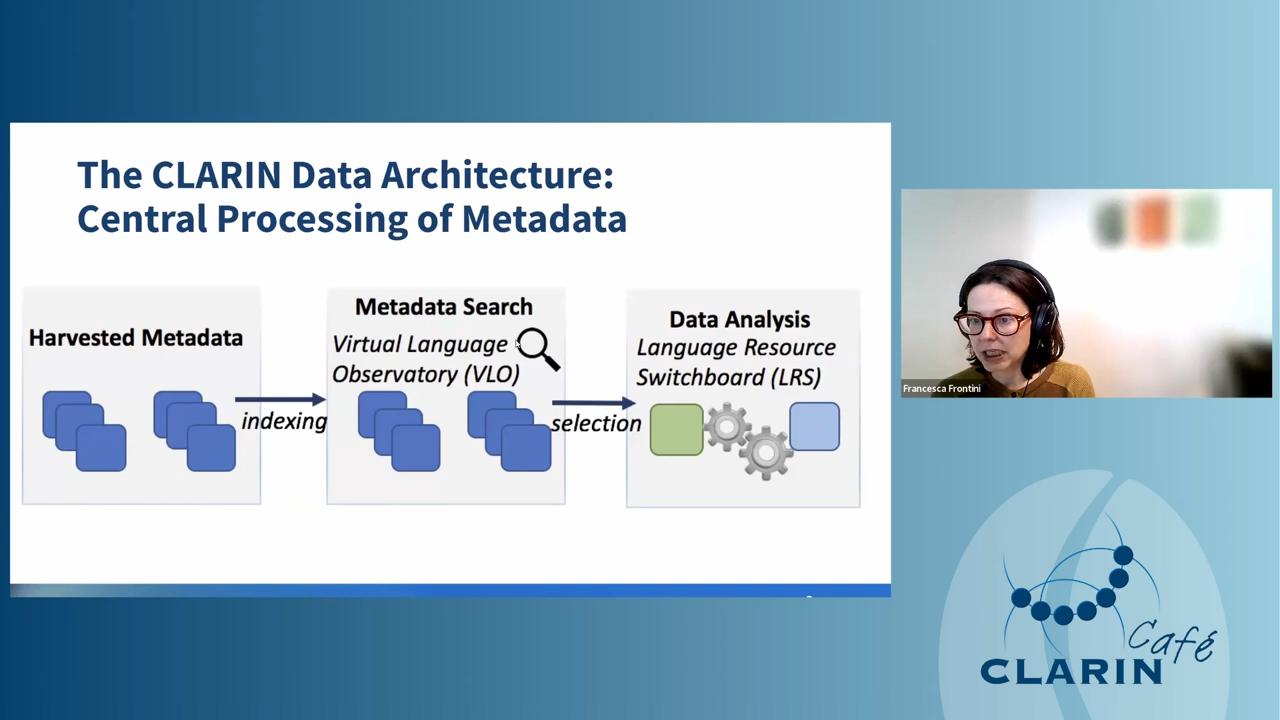 The CLARIN Data Architecture:
Central Processing of Metadata
Harvested Metadata
indexing
Metadata Search
Virtual Language
Observatory (VLO)
selection
Data Analysis
Language Resource
Switchboard (LRS)
Francesca Frontini
Café
CLARIN